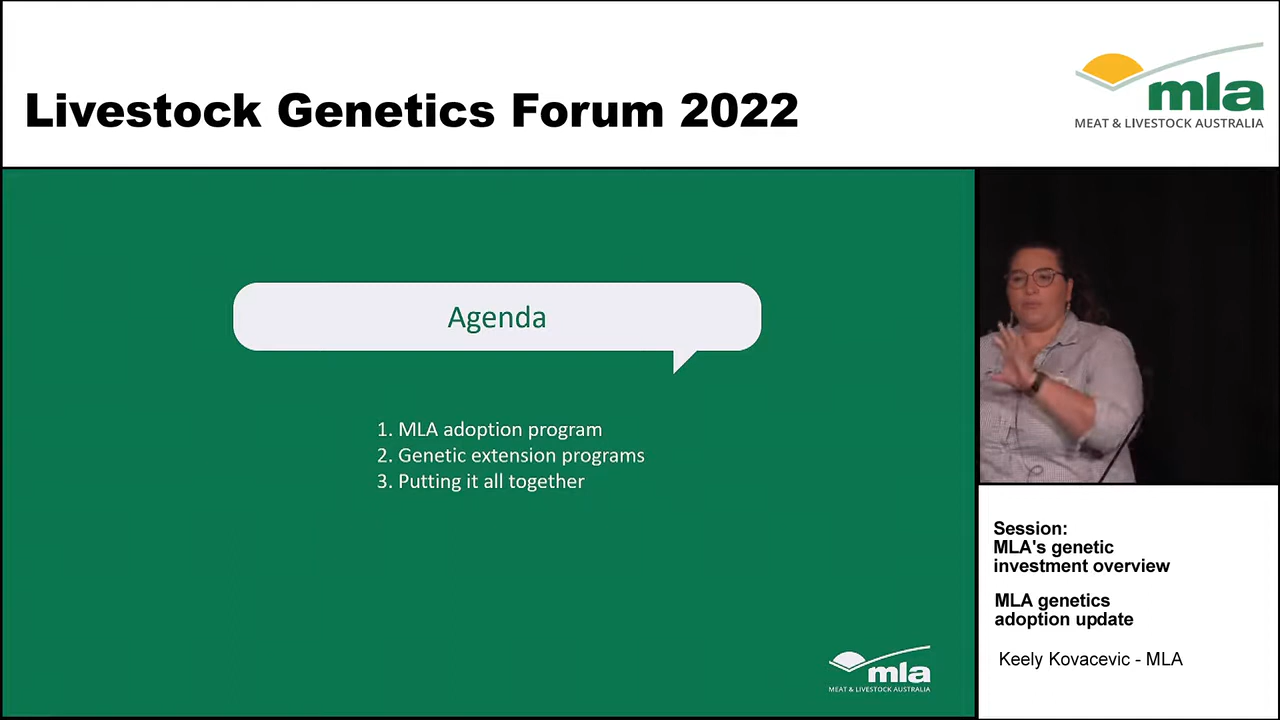 Livestock Genetics Forum 2022
mla
MEAT & LIVESTOCK AUSTRALIA
Agenda
1. MLA adoption program
2. Genetic extension programs
3. Putting it all together
mla
MEAT & LIVESTOCK AUSTRALIA
Session:
MLA's genetic
investment overview
MLA genetics
adoption update
Keely Kovacevic - MLA